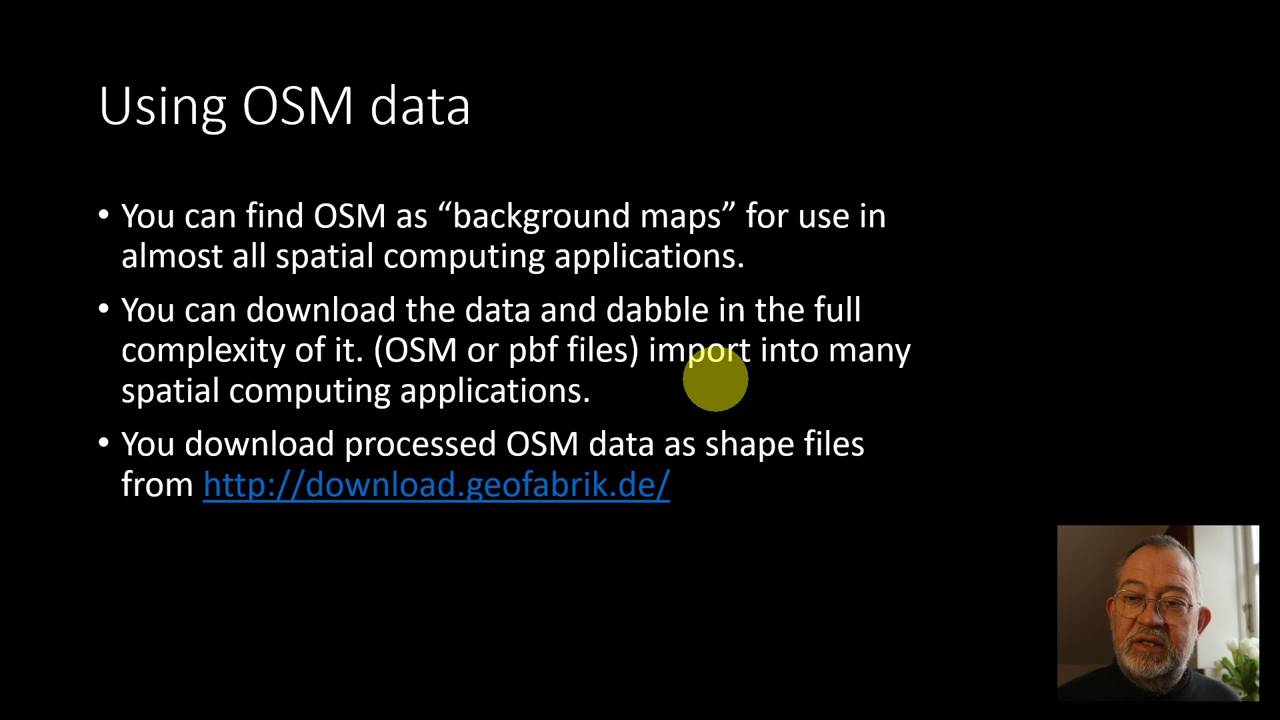 Using OSM data
• You can find OSM as “background maps” for use in
almost all spatial computing applications.
• You can download the data and dabble in the full
complexity of it. (OSM or pbf files) import into many
spatial computing applications.
• You download processed OSM data as shape files
from http://download.geofabrik.de/